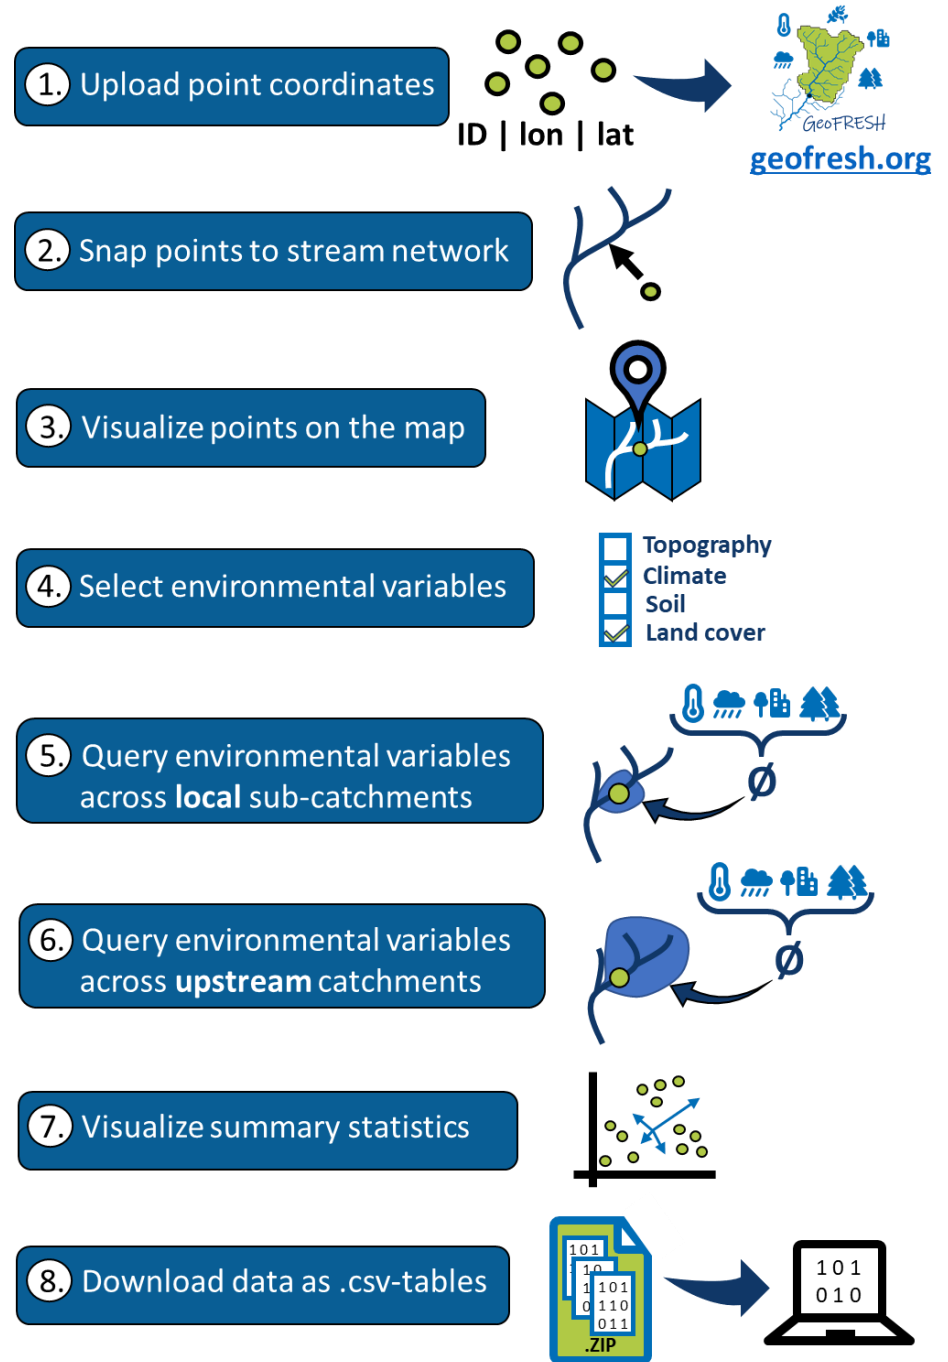 1. Upload point coordinates
ID | lon | lat
GeoFRESH
geofresh.org
2. Snap points to stream network
3. Visualize points on the map
4. Select environmental variables
Topography
Climate
Soil
Land cover
5. Query environmental variables
across local sub-catchments
Ø
6. Query environmental variables
across upstream catchments
Ø
7. Visualize summary statistics
8. Download data as .csv-tables
101
10
1
0
101
110
011
.ZIP
101
010